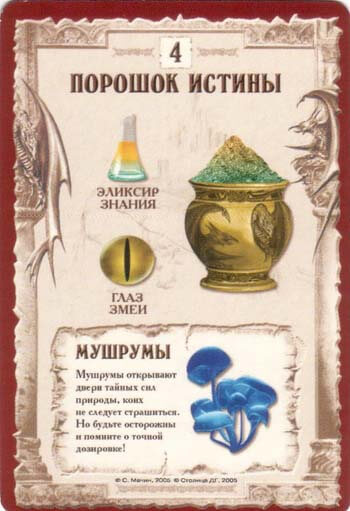 4
ПОРОШОК ИСТИНЫ
ЭЛИКСИР
ЗНАНИЯ
ГЛАЗ
ЗМЕИ
МУШРУМЫ
Мушрумы открывают
двери тайных сил
природы, коих
не следует страшиться.
Но будьте осторожны
и помните о точной
дозировке!
© С. Мачин, 2005 © Столица ДГ, 2005